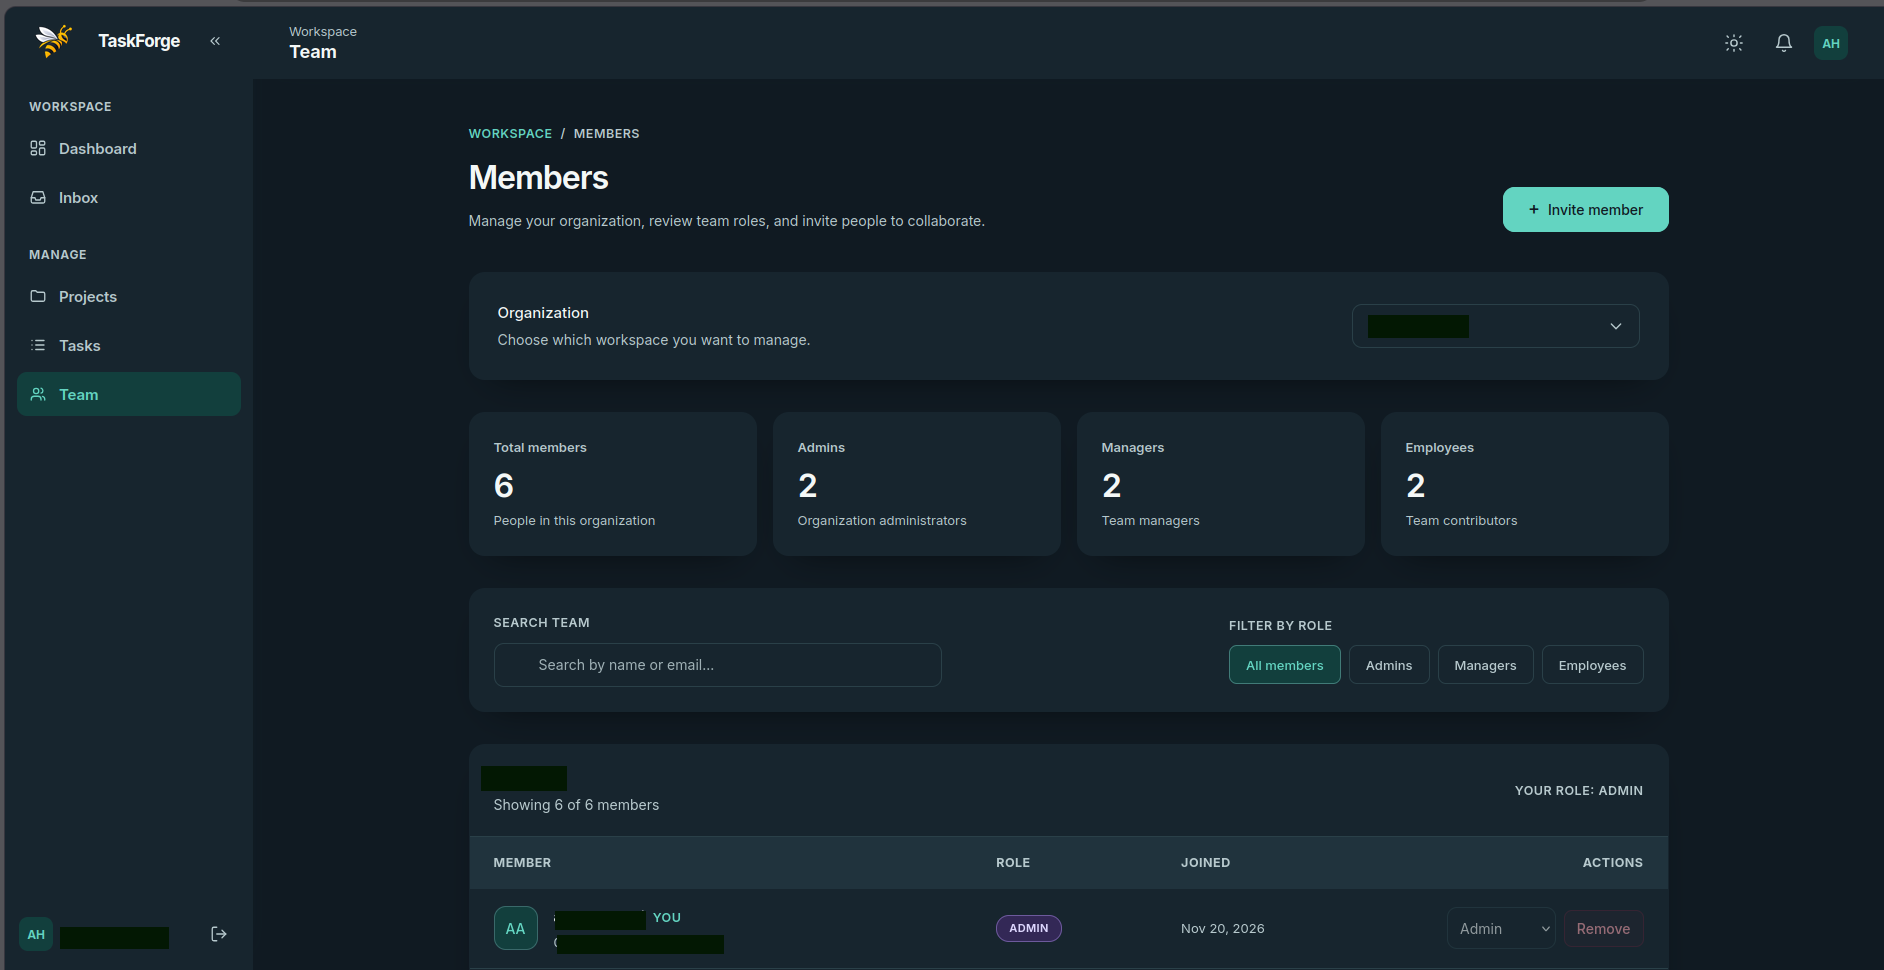 TaskForge
Workspace
Team
AH
WORKSPACE
Dashboard
Inbox
MANAGE
Projects
Tasks
Team
AH
WORKSPACE / MEMBERS
Members
Manage your organization, review team roles, and invite people to collaborate.
+ Invite member
Organization
Choose which workspace you want to manage.
Total members
6
People in this organization
Admins
2
Organization administrators
Managers
2
Team managers
Employees
2
Team contributors
SEARCH TEAM
Search by name or email...
FILTER BY ROLE
All members
Admins
Managers
Employees
Showing 6 of 6 members
YOUR ROLE: ADMIN
MEMBER
ROLE
JOINED
ACTIONS
AA
YOU
ADMIN
Nov 20, 2026
Admin
Remove